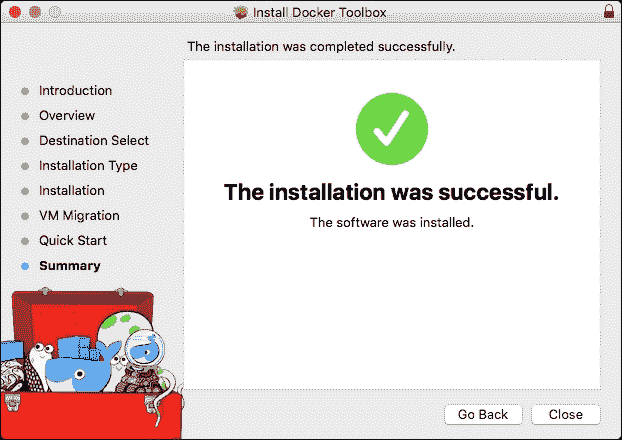 Install Docker Toolbox
The installation was completed successfully.
Introduction
Overview
Destination Select
Installation Type
Installation
VM Migration
Quick Start
Summary
The installation was successful.
The software was installed.
Go Back
Close